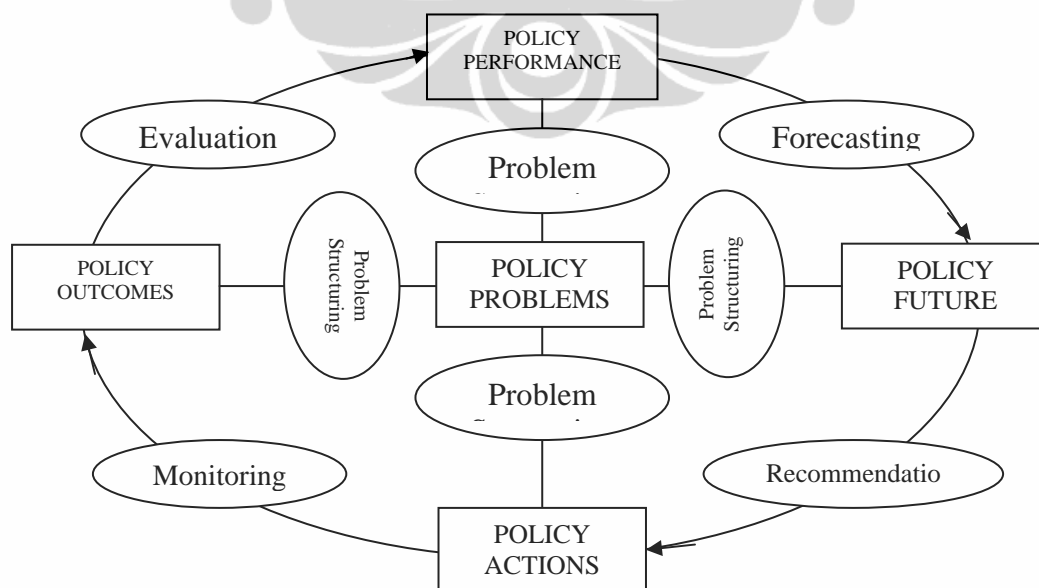 POLICY
PERFORMANCE
Evaluation
Forecasting
Problem
Problem
Structuring
POLICY
PROBLEMS
Problem
Structuring
POLICY
OUTCOMES
POLICY
FUTURE
Problem
Monitoring
Recommendatio
POLICY
ACTIONS